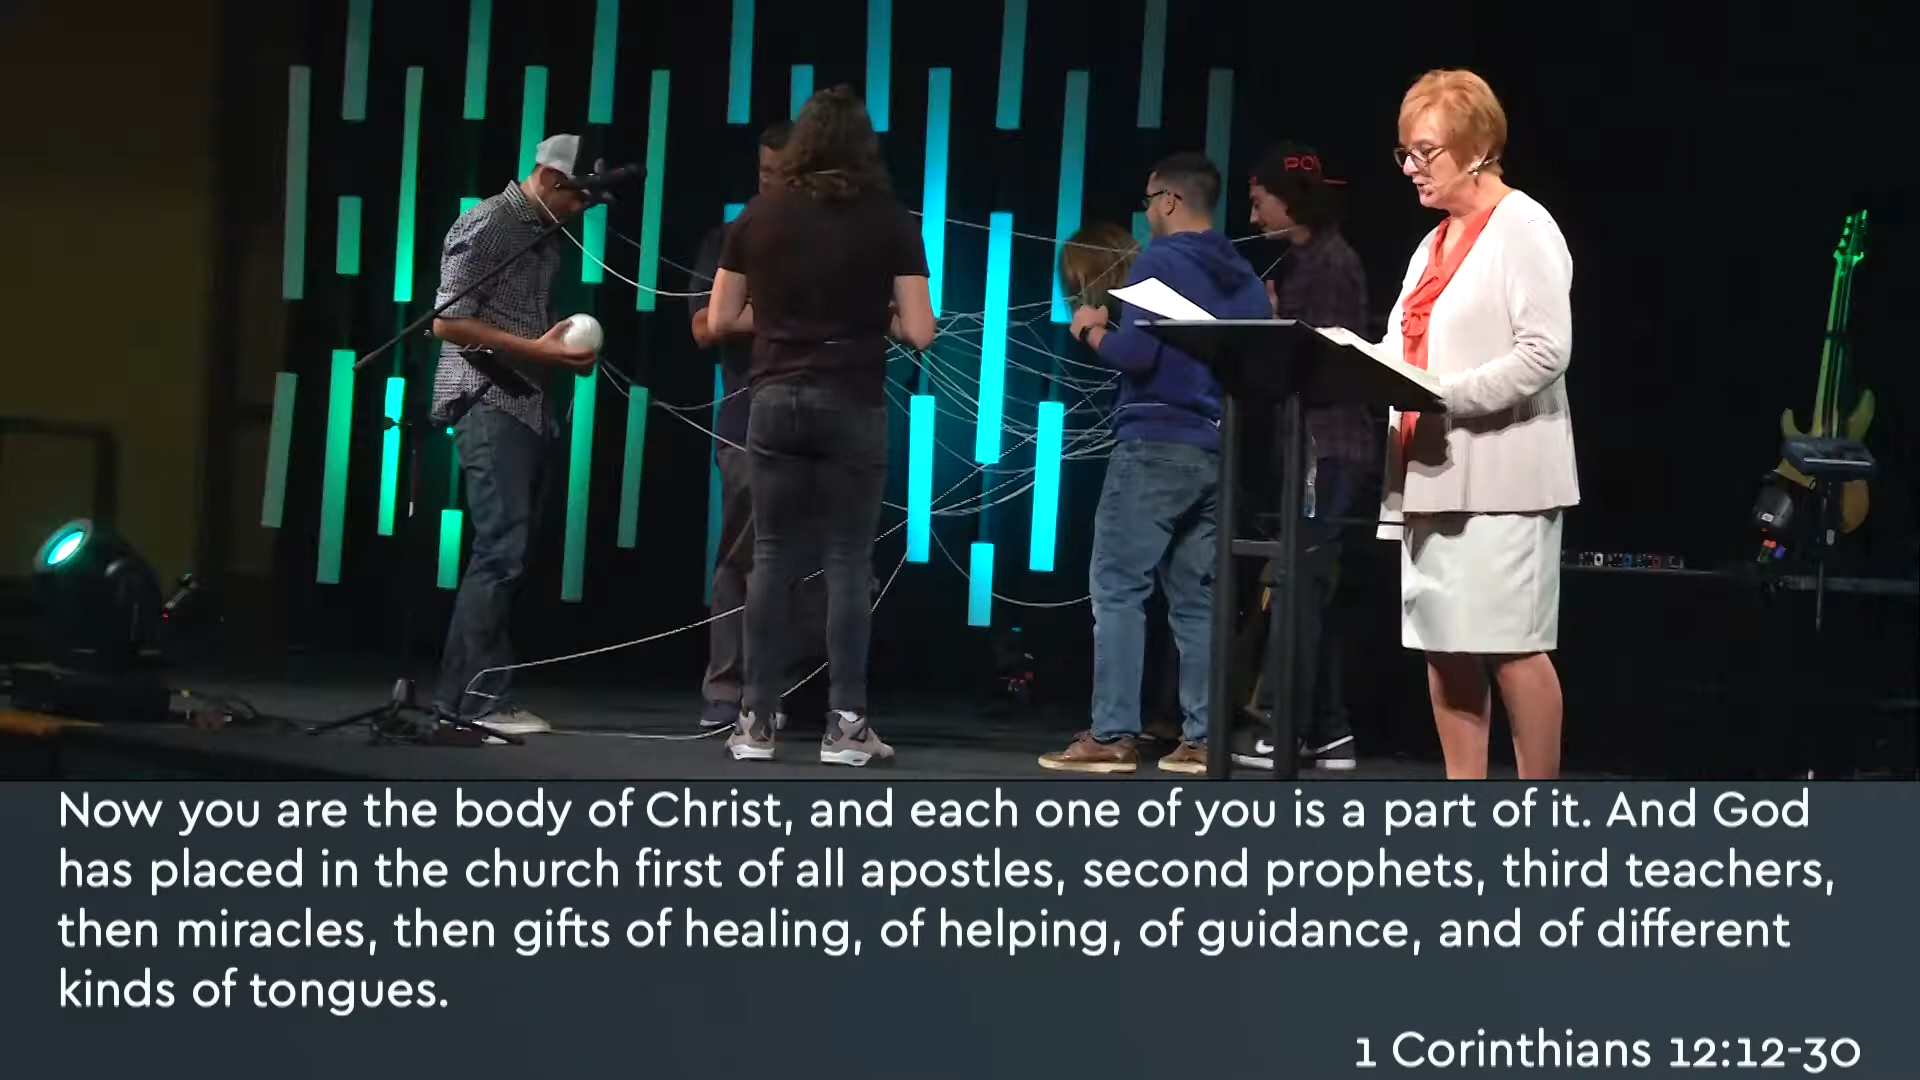 PO
Now you are the body of Christ, and each one of you is a part of it. And God
has placed in the church first of all apostles, second prophets, third teachers,
then miracles, then gifts of healing, of helping, of guidance, and of different
kinds of tongues.
1 Corinthians 12:12-30